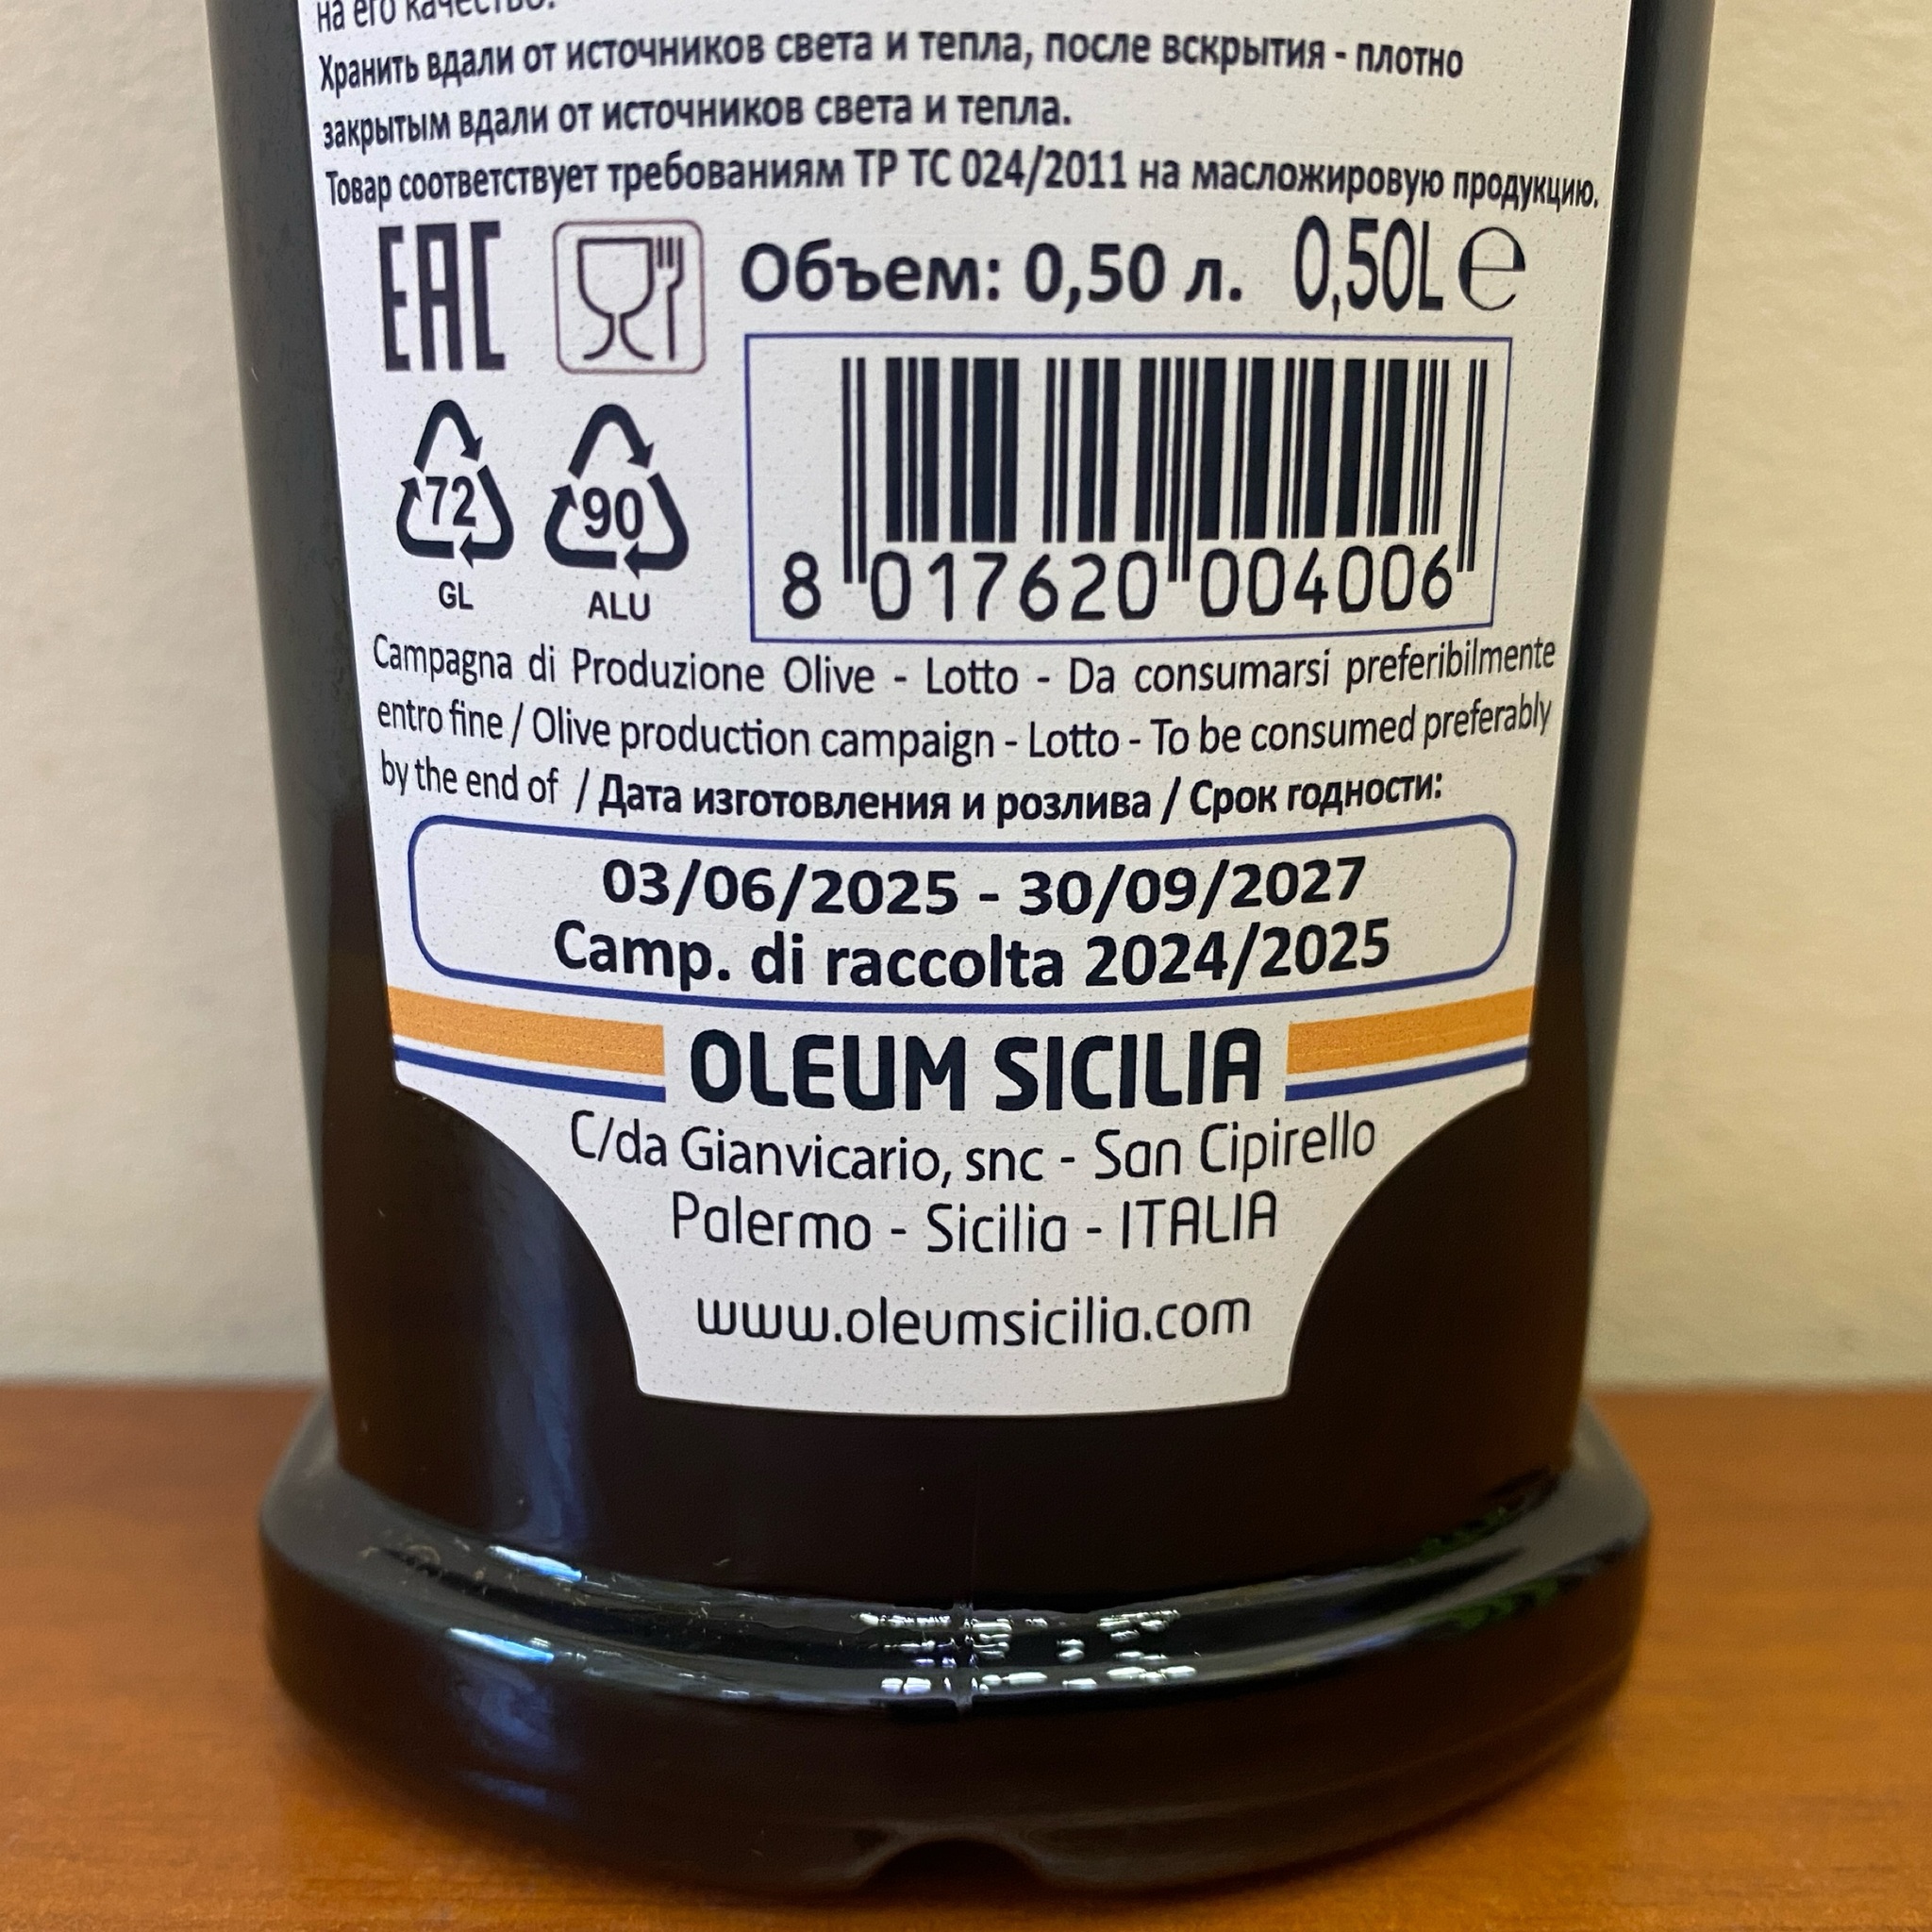 на его качество.
Хранить вдали от источников света и тепла, после вскрытия - плотно
закрытым вдали от источников света и тепла.
Товар соответствует требованиям ТР ТС 024/2011 на масложировую продукцию.
EAC Объем: 0,50 л. 0,50L e
72 90
GL ALU
8 017620 004006
Campagna di Produzione Olive - Lotto - Da consumarsi preferibilmente
entro fine / Olive production campaign - Lotto - To be consumed preferably
by the end of / Дата изготовления и розлива / Срок годности:
03/06/2025 - 30/09/2027
Camp. di raccolta 2024/2025
OLEUM SICILIA
C/da Gianvicario, snc - San Cipirello
Palermo - Sicilia - ITALIA
www.oleumsicilia.com